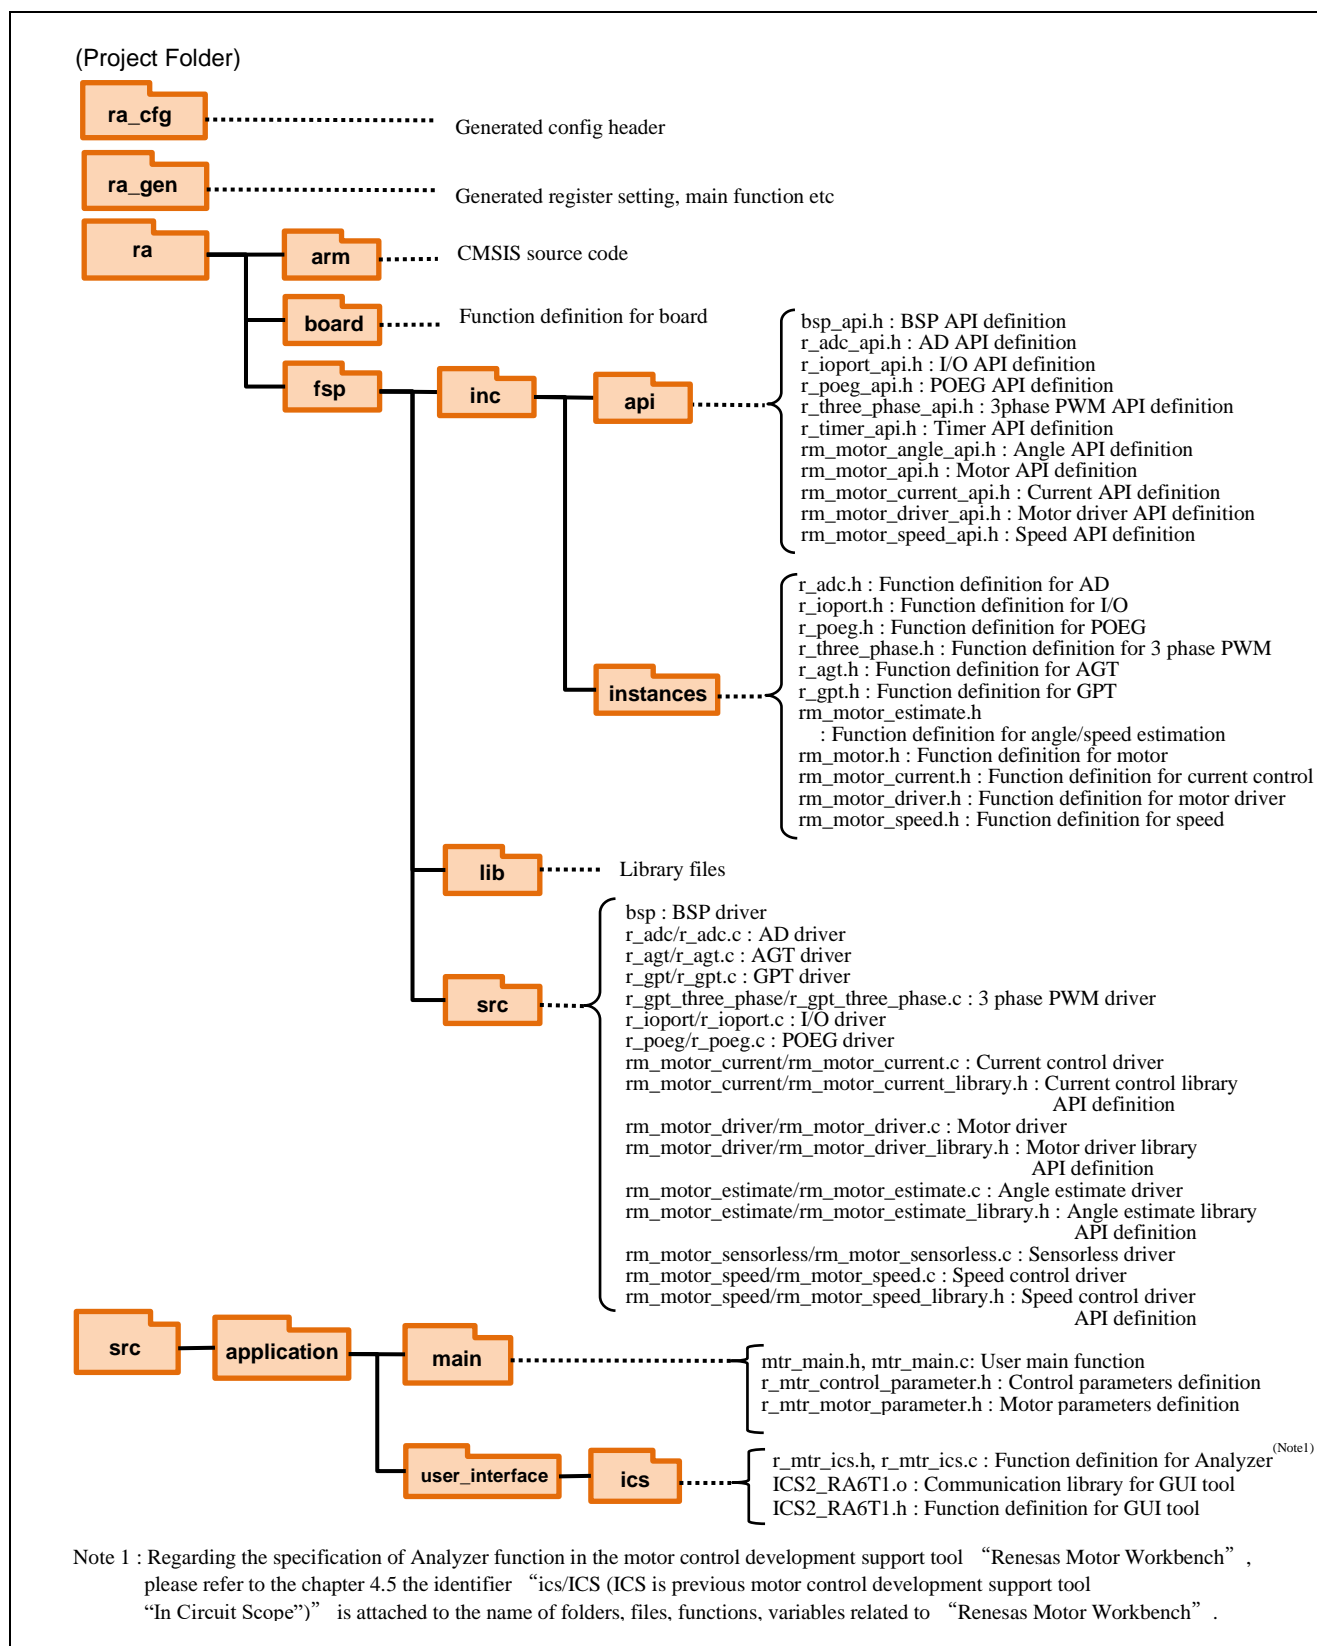 (Project Folder)
ra_cfg
Generated config header
ra_gen
Generated register setting, main function etc
ra
arm
CMSIS source code
board
Function definition for board
fsp
inc
api
bsp_api.h : BSP API definition
r_adc_api.h : AD API definition
r_ioport_api.h : I/O API definition
r_poeg_api.h : POEG API definition
r_three_phase_api.h : 3phase PWM API definition
r_timer_api.h : Timer API definition
rm_motor_angle_api.h : Angle API definition
rm_motor_api.h : Motor API definition
rm_motor_current_api.h : Current API definition
rm_motor_driver_api.h : Motor driver API definition
rm_motor_speed_api.h : Speed API definition
instances
r_adc.h : Function definition for AD
r_ioport.h : Function definition for I/O
r_poeg.h : Function definition for POEG
r_three_phase.h : Function definition for 3 phase PWM
r_agt.h : Function definition for AGT
r_gpt.h : Function definition for GPT
rm_motor_estimate.h
: Function definition for angle/speed estimation
rm_motor.h : Function definition for motor
rm_motor_current.h : Function definition for current control
rm_motor_driver.h : Function definition for motor driver
rm_motor_speed.h : Function definition for speed
lib
Library files
src
bsp : BSP driver
r_adc/r_adc.c : AD driver
r_agt/r_agt.c : AGT driver
r_gpt/r_gpt.c : GPT driver
r_gpt_three_phase/r_gpt_three_phase.c : 3 phase PWM driver
r_ioport/r_ioport.c : I/O driver
r_poeg/r_poeg.c : POEG driver
rm_motor_current/rm_motor_current.c : Current control driver
rm_motor_current/rm_motor_current_library.h : Current control library
API definition
rm_motor_driver/rm_motor_driver.c : Motor driver
rm_motor_driver/rm_motor_driver_library.h : Motor driver library
API definition
rm_motor_estimate/rm_motor_estimate.c : Angle estimate driver
rm_motor_estimate/rm_motor_estimate_library.h : Angle estimate library
API definition
rm_motor_sensorless/rm_motor_sensorless.c : Sensorless driver
rm_motor_speed/rm_motor_speed.c : Speed control driver
rm_motor_speed/rm_motor_speed_library.h : Speed control driver
API definition
src
application
main
mtr_main.h, mtr_main.c: User main function
r_mtr_control_parameter.h : Control parameters definition
r_mtr_motor_parameter.h : Motor parameters definition
user_interface
ics
r_mtr_ics.h, r_mtr_ics.c : Function definition for Analyzer (Note1)
ICS2_RA6T1.o : Communication library for GUI tool
ICS2_RA6T1.h : Function definition for GUI tool
Note 1 : Regarding the specification of Analyzer function in the motor control development support tool “Renesas Motor Workbench”,
please refer to the chapter 4.5 the identifier “ics/ICS (ICS is previous motor control development support tool
“In Circuit Scope”)” is attached to the name of folders, files, functions, variables related to “Renesas Motor Workbench”.